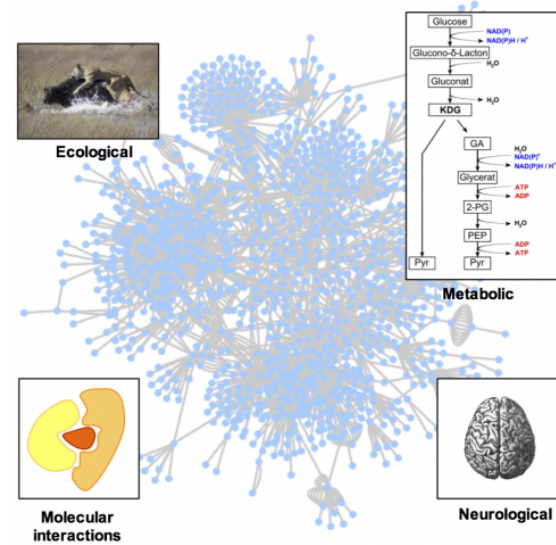 Glucose
NAD(P)
NAD(P)H / H⁺
Glucono-δ-Lacton
H₂O
Gluconat
H₂O
KDG
GA
H₂O
NAD(P)⁺
NAD(P)H / H⁺
Glycerat
ATP
ADP
2-PG
H₂O
PEP
ADP
ATP
Pyr
Pyr
Ecological
Metabolic
Molecular
interactions
Neurological